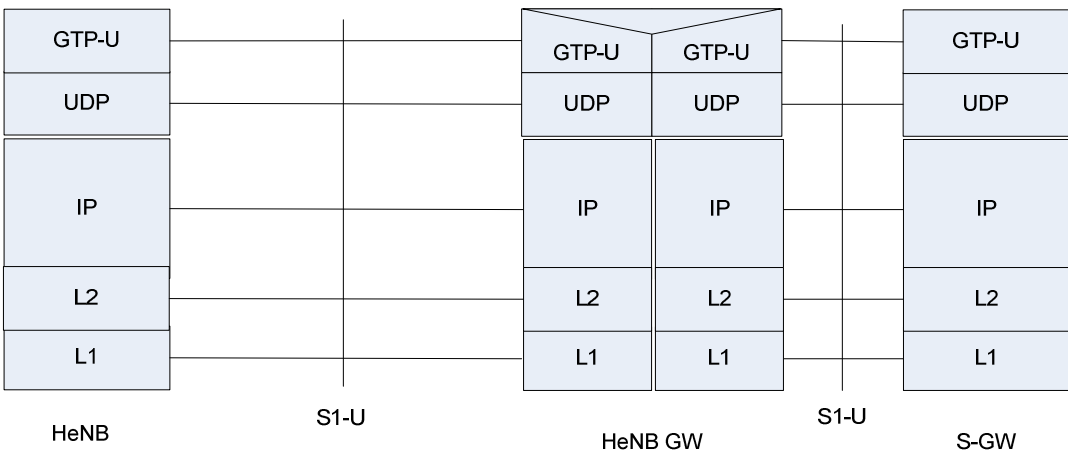 GTP-U GTP-U GTP-U GTP-U
UDP UDP UDP UDP
IP IP IP IP
L2 L2 L2 L2
L1 L1 L1 L1
HeNB S1-U HeNB GW S1-U S-GW